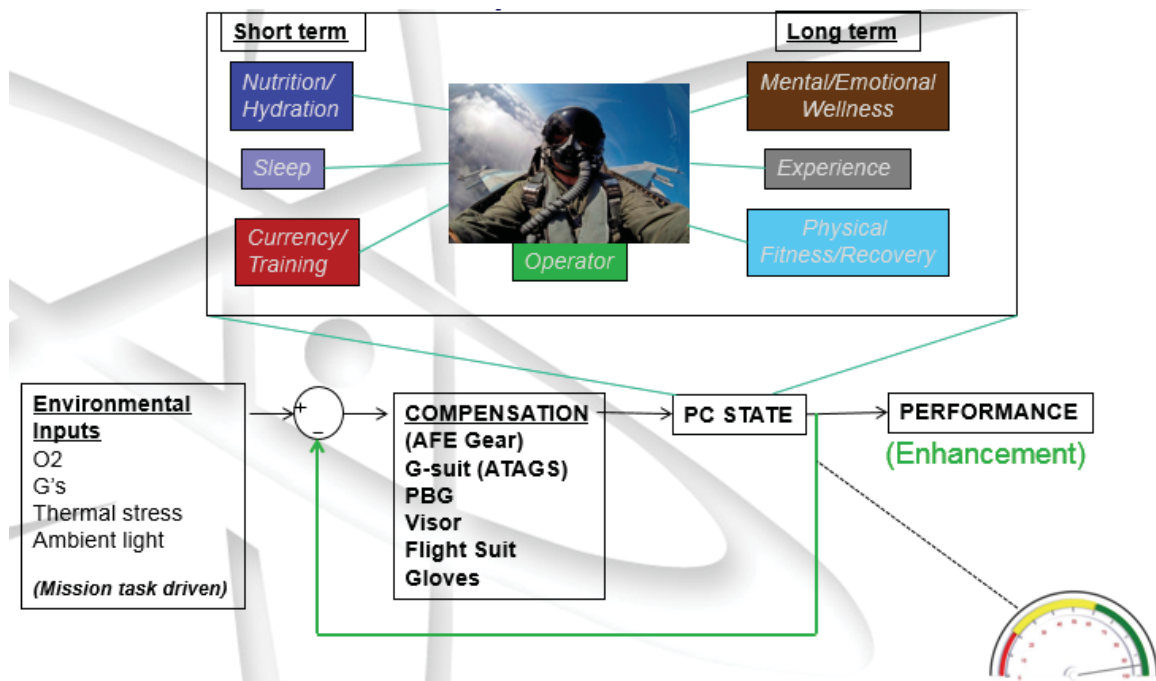 Short term
Long term
Nutrition/
Hydration
Mental/Emotional
Wellness
Sleep
Experience
Currency/
Training
Operator
Physical
Fitness/Recovery
Environmental
Inputs
O2
G's
Thermal stress
Ambient light
(Mission task driven)
+
–
COMPENSATION
(AFE Gear)
G-suit (ATAGS)
PBG
Visor
Flight Suit
Gloves
PC STATE
PERFORMANCE
(Enhancement)